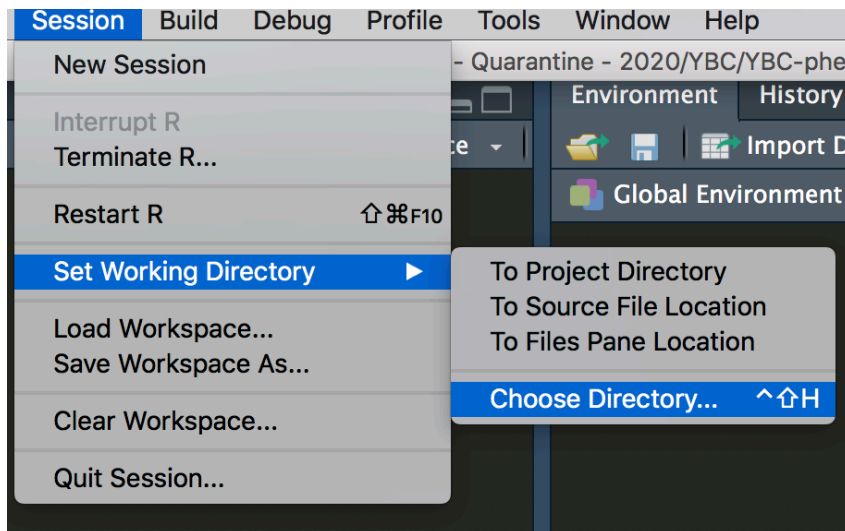 Session Build Debug Profile Tools Window Help
- Quarantine - 2020/YBC/YBC-phe
New Session
Environment History
Interrupt R
Terminate R...
Import D
Restart R ⇧⌘F10
Global Environment
Set Working Directory ▶
To Project Directory
To Source File Location
To Files Pane Location
Load Workspace...
Save Workspace As...
Choose Directory... ^⇧H
Clear Workspace...
Quit Session...